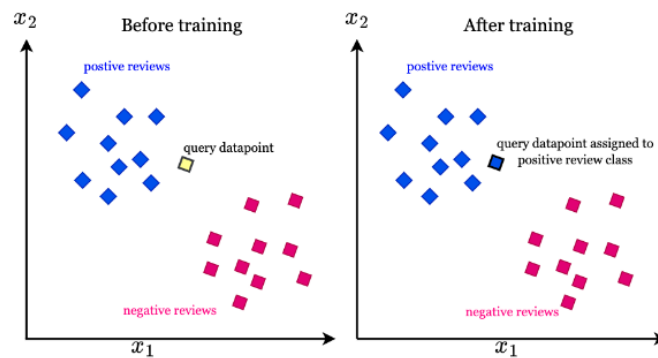 x₂
Before training
postive reviews
query datapoint
negative reviews
x₁
x₂
After training
postive reviews
query datapoint assigned to
positive review class
negative reviews
x₁